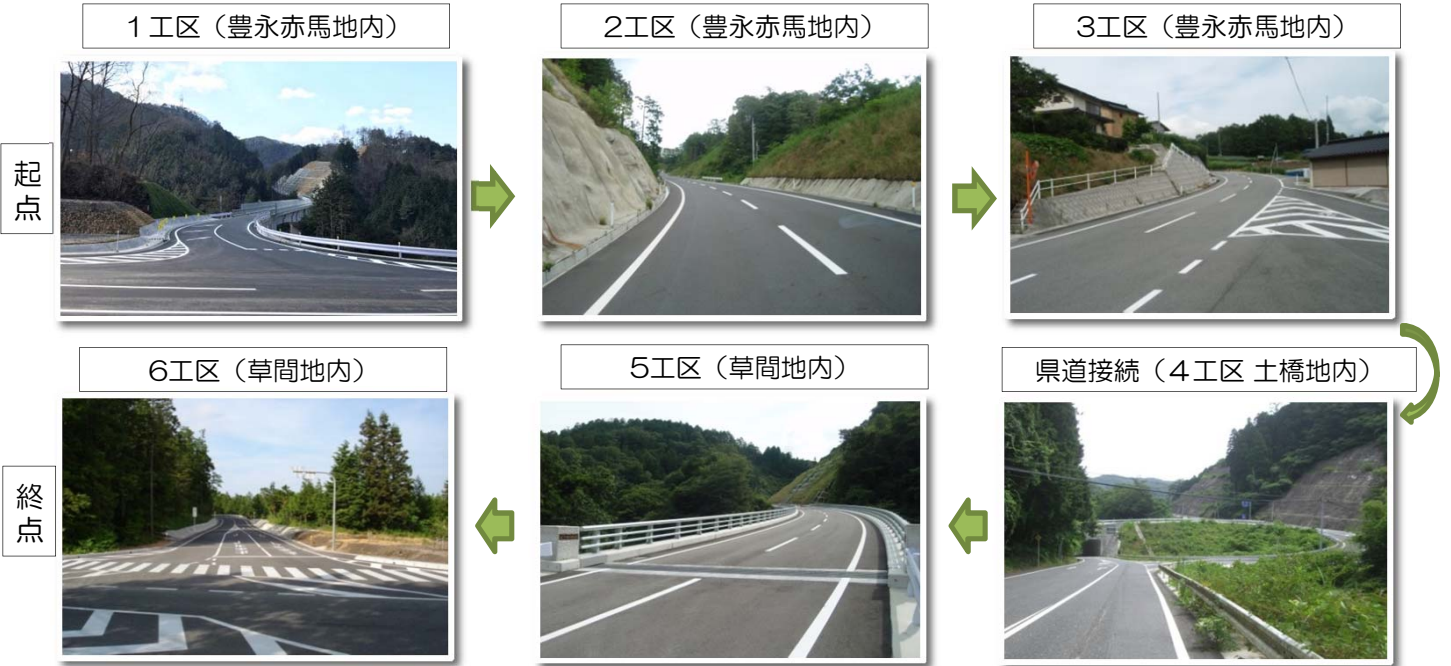 1工区（豊永赤馬地内）
2工区（豊永赤馬地内）
3工区（豊永赤馬地内）
起点
県道接続（4工区 土橋地内）
5工区（草間地内）
6工区（草間地内）
終点